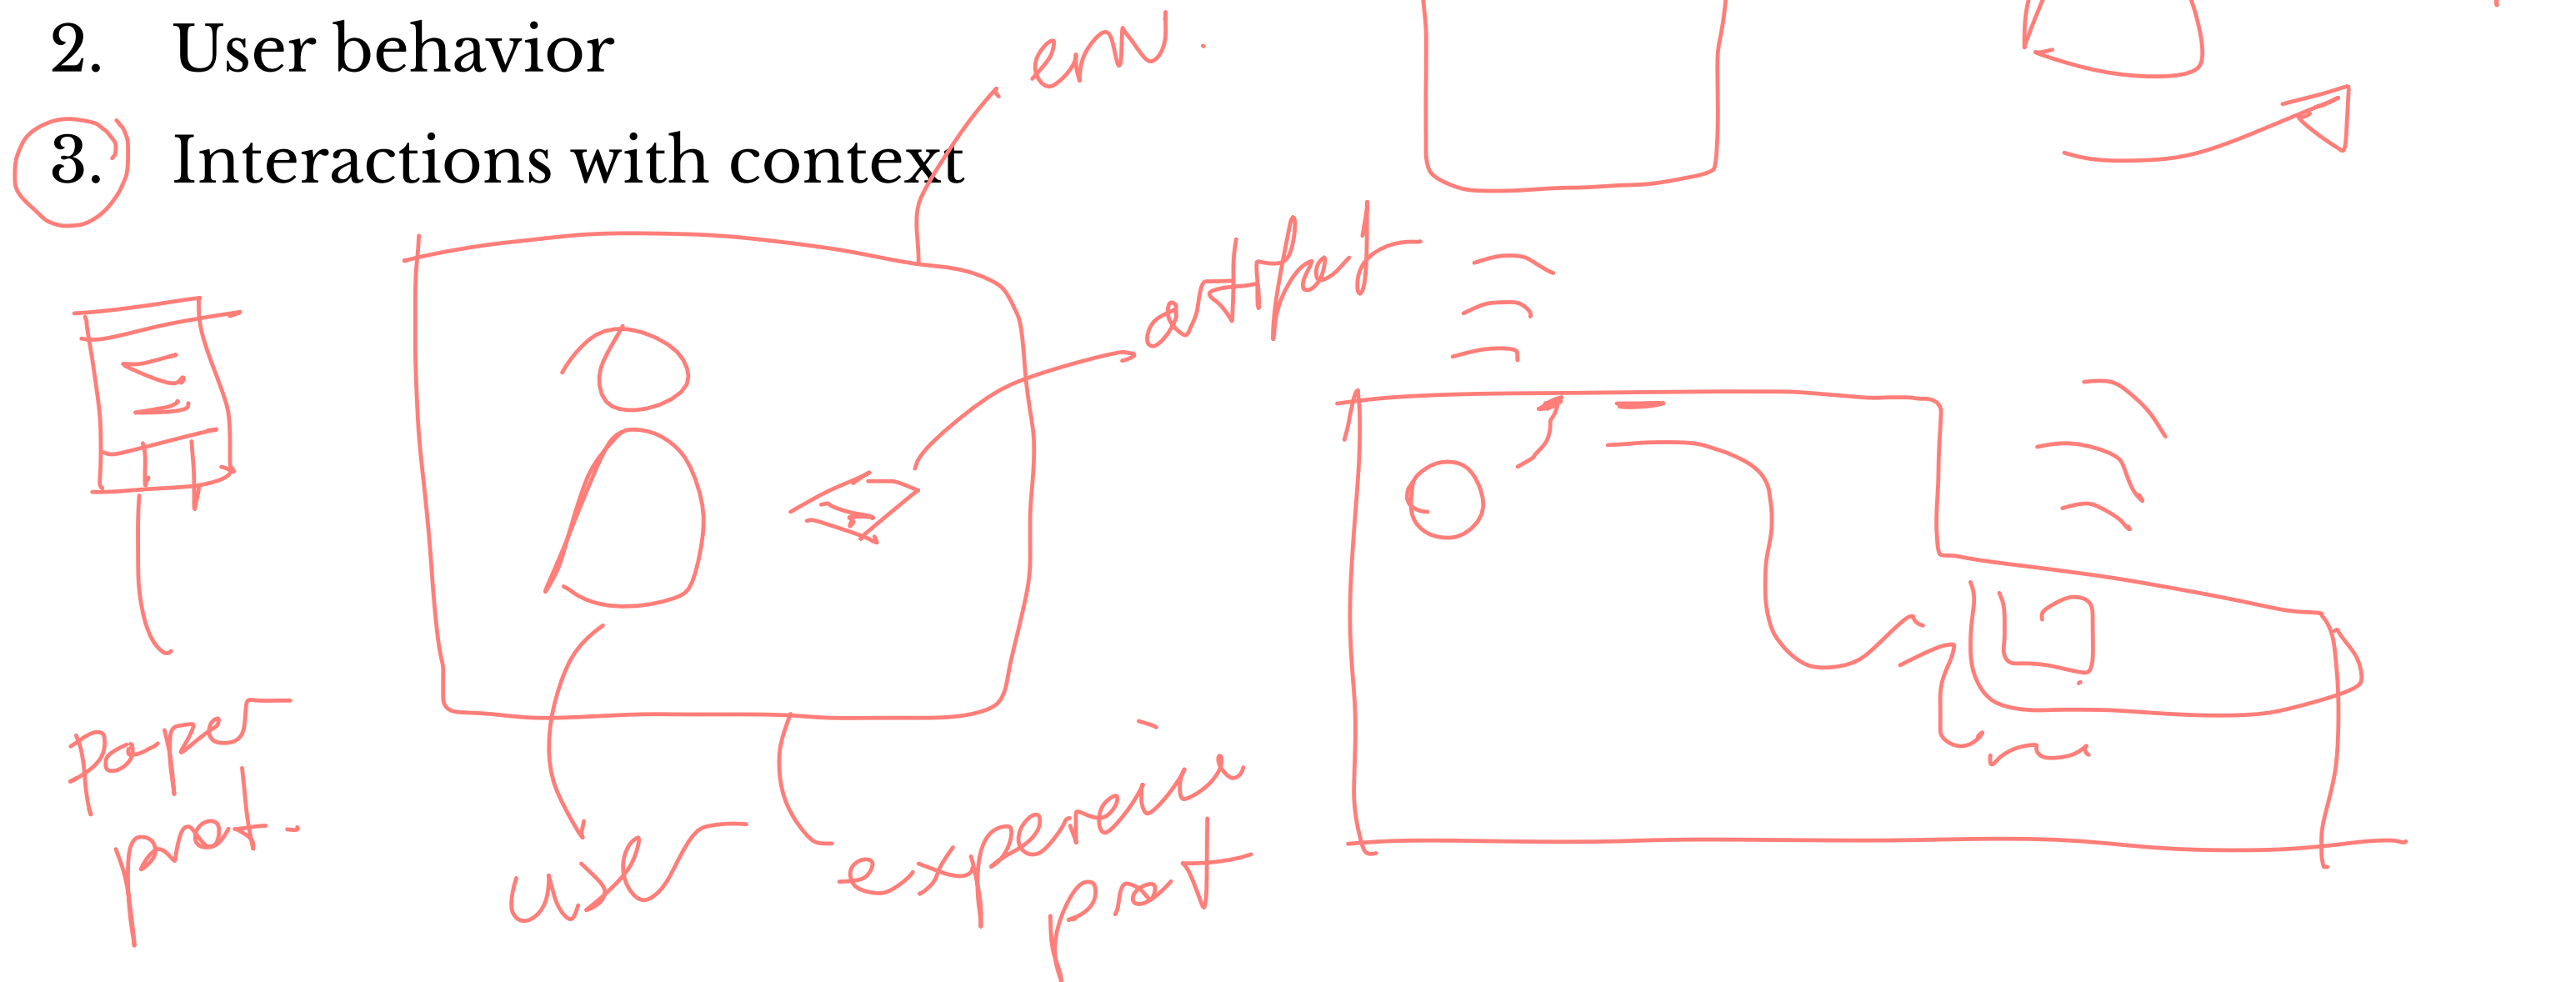 2. User behavior
3. Interactions with context
env.
artifact
paper
prot.
user
experience
prot